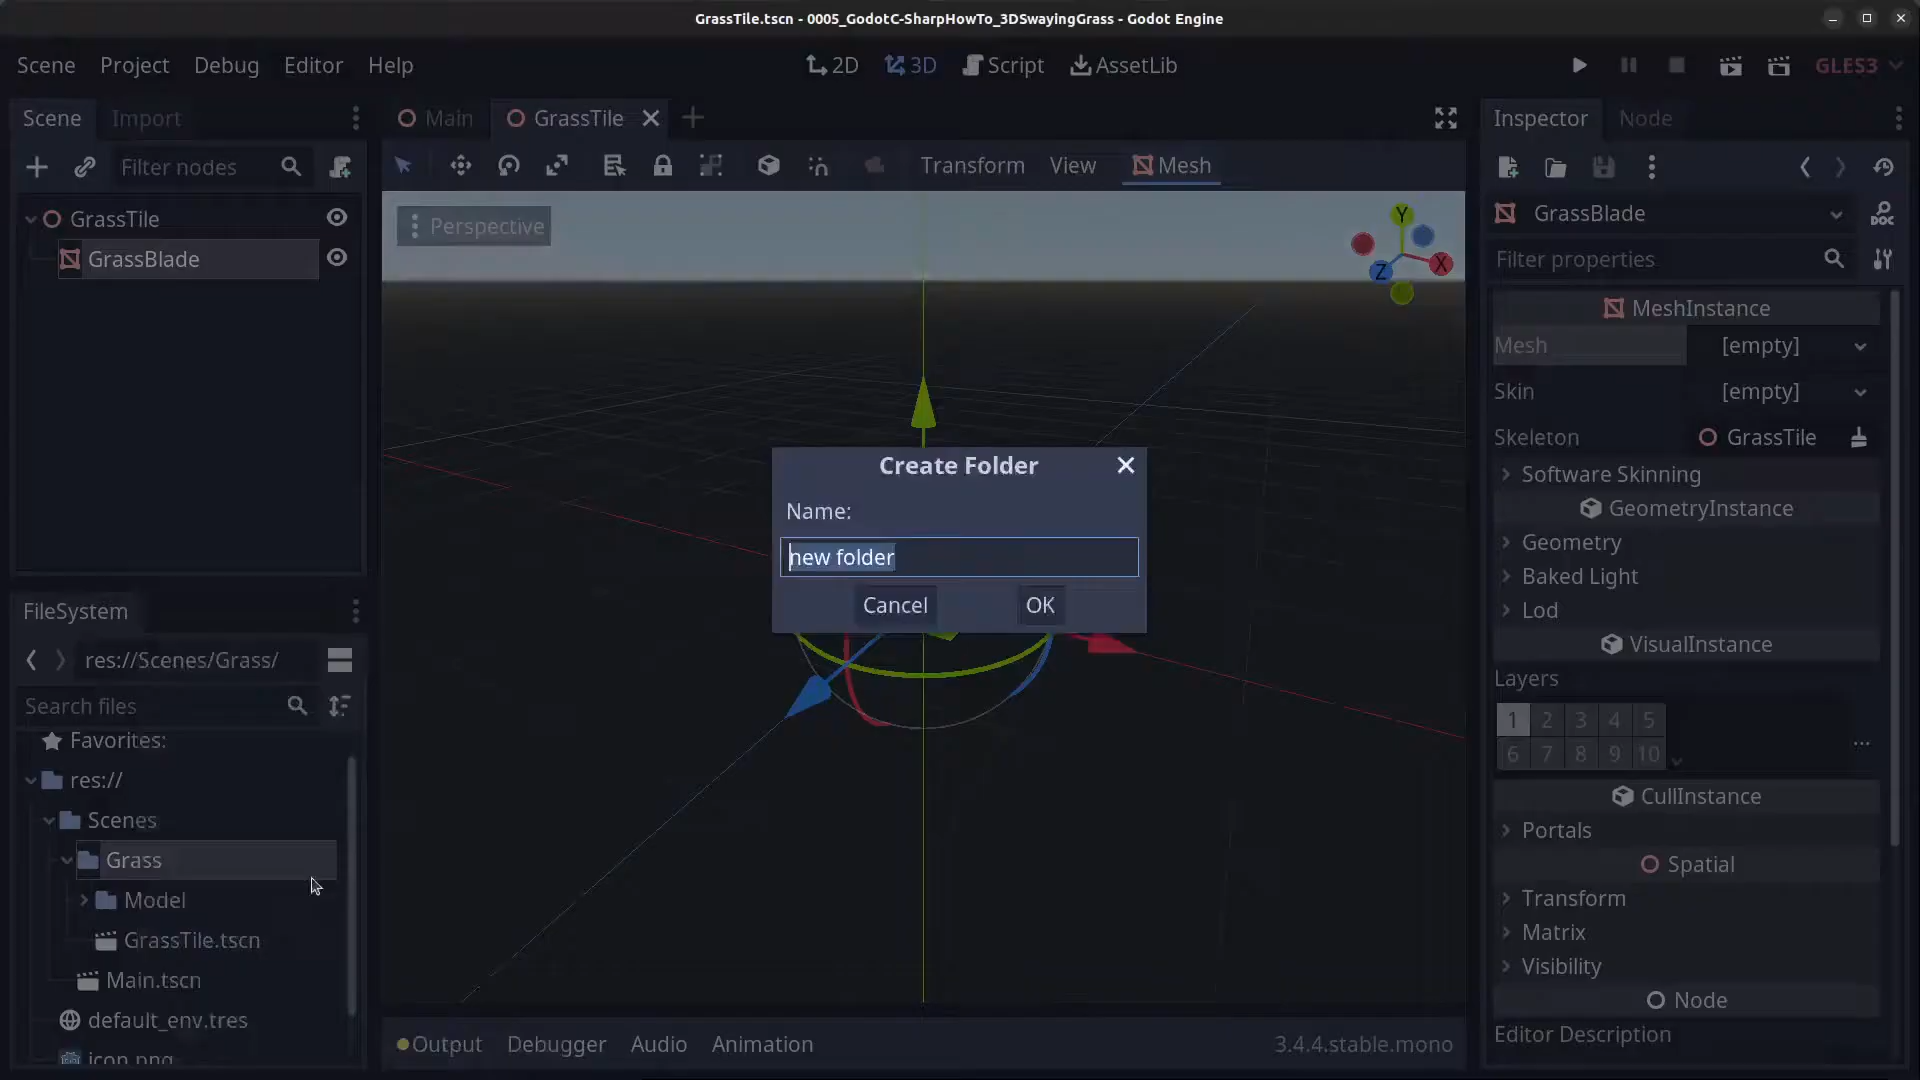 GrassTile.tscn - 0005_GodotC-SharpHowTo_3DSwayingGrass - Godot Engine
Scene Project Debug Editor Help
2D 3D Script AssetLib
GLES3
Scene Import
Main GrassTile
Inspector Node
Filter nodes
Transform View Mesh
GrassTile
GrassBlade
Perspective
Y
X
Z
GrassBlade
DOC
Filter properties
MeshInstance
Mesh [empty]
Skin [empty]
Skeleton GrassTile
Software Skinning
GeometryInstance
Geometry
Baked Light
Lod
VisualInstance
Layers
1 2 3 4 5
6 7 8 9 10
...
CullInstance
Portals
Spatial
Transform
Matrix
Visibility
Node
Editor Description
Create Folder
Name:
new folder
Cancel OK
FileSystem
res://Scenes/Grass/
Search files
Favorites:
res://
Scenes
Grass
Model
GrassTile.tscn
Main.tscn
default_env.tres
icon.png
Output Debugger Audio Animation
3.4.4.stable.mono